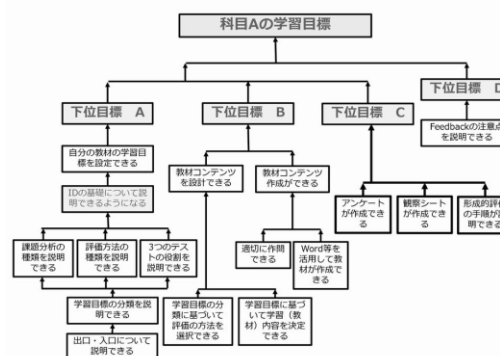 科目Aの学習目標
下位目標 A
下位目標 B
下位目標 C
下位目標 D
自分の教材の学習目
標を設定できる
IDの基礎について説
明できるようになる
課題分析の
種類を説明
できる
評価方法の
種類を説明
できる
3つのテス
トの役割を
説明できる
学習目標の分類を説
明できる
出口・入口について
説明できる
教材コンテンツ
を設計できる
教材コンテンツ
作成ができる
学習目標の分
類に基づいて
評価の方法を
選択できる
学習目標に基づ
いて学習(教
材)内容を決定
できる
適切に作問
できる
Word等を
活用して教
材が作成で
きる
アンケート
が作成でき
る
観察シート
が作成でき
る
形成的評価
の手順が説
明できる
Feedbackの注意点
を説明できる